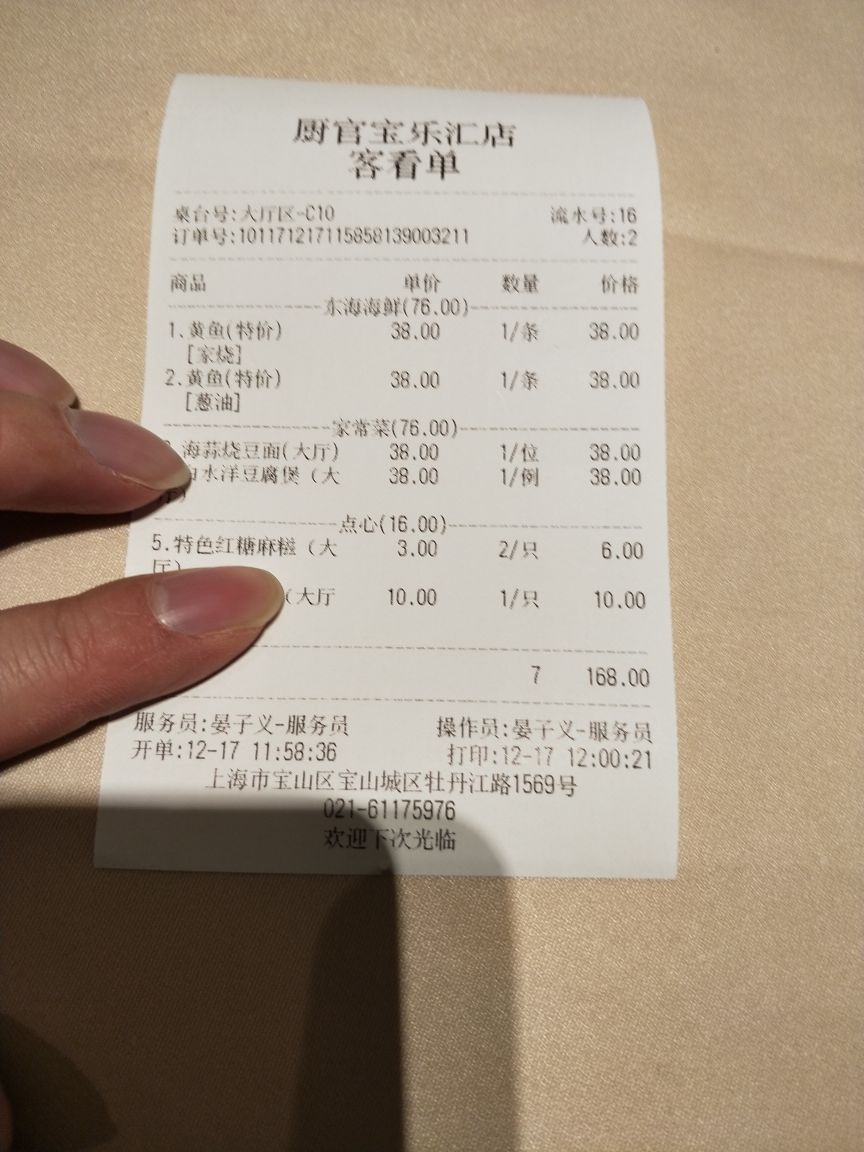 厨官宝乐汇店
客看单
桌台号:大厅区-C10 流水号:16
订单号:101171217115858139003211 人数:2
商品 单价 数量 价格
东海海鲜(76.00)
1.黄鱼(特价) 38.00 1/条 38.00
[家烧]
2.黄鱼(特价) 38.00 1/条 38.00
[葱油]
家常菜(76.00)
海蒜烧豆面(大厅) 38.00 1/位 38.00
水洋豆腐煲（大 38.00 1/例 38.00
点心(16.00)
5.特色红糖麻糍（大 3.00 2/只 6.00
厅）
（大厅 10.00 1/只 10.00
7 168.00
服务员:晏子义-服务员 操作员:晏子义-服务员
开单:12-17 11:58:36 打印:12-17 12:00:21
上海市宝山区宝山城区牡丹江路1569号
021-61175976
欢迎下次光临